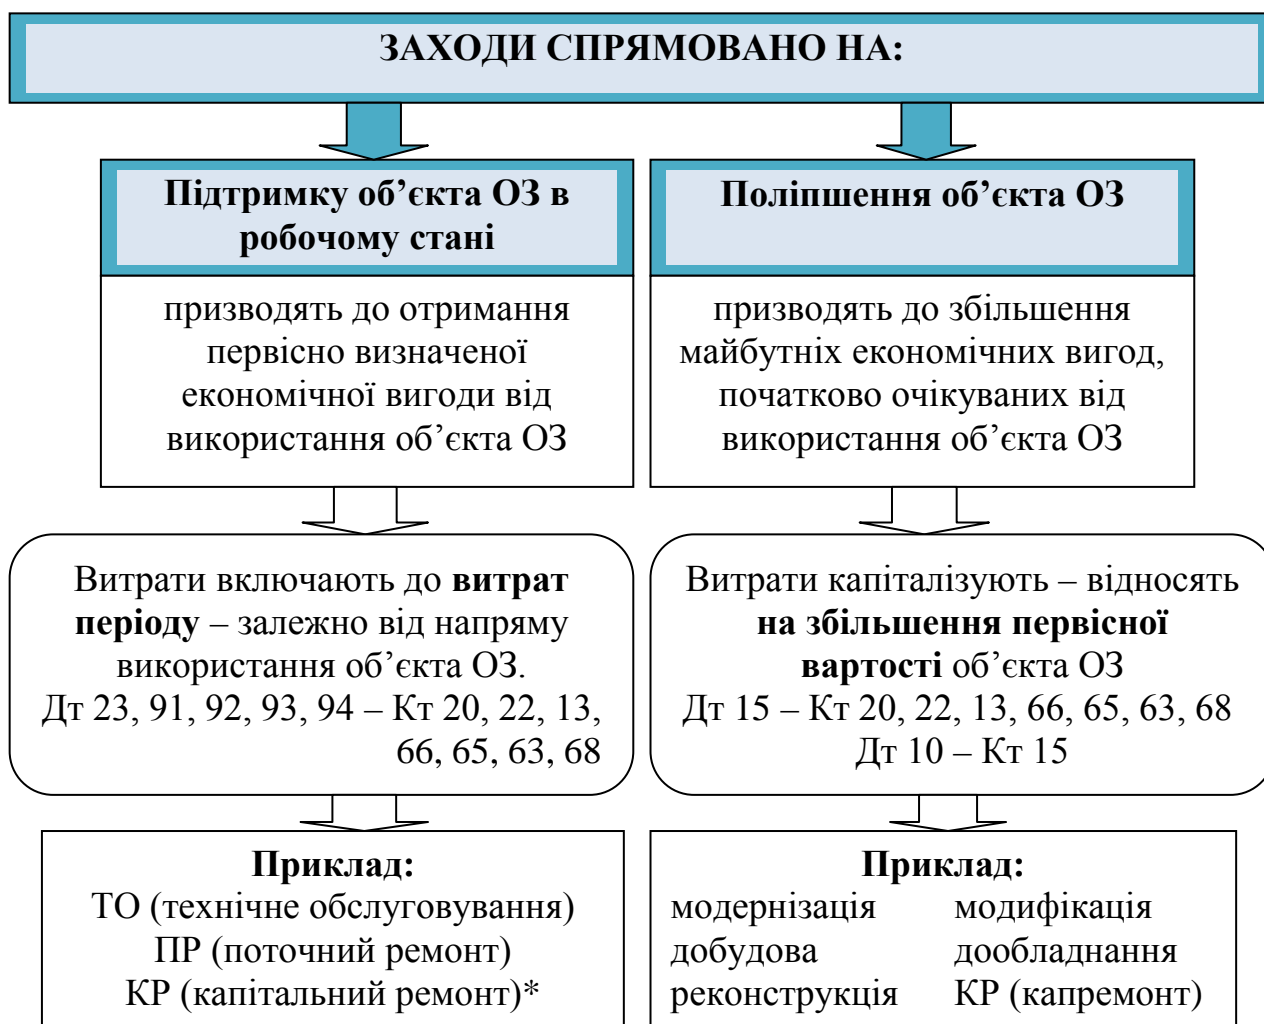 ЗАХОДИ СПРЯМОВАНО НА:
Підтримку об’єкта ОЗ в
робочому стані
призводять до отримання
первісно визначеної
економічної вигоди від
використання об’єкта ОЗ
Витрати включають до витрат
періоду – залежно від напряму
використання об’єкта ОЗ.
Дт 23, 91, 92, 93, 94 – Кт 20, 22, 13,
66, 65, 63, 68
Приклад:
ТО (технічне обслуговування)
ПР (поточний ремонт)
КР (капітальний ремонт)*
Поліпшення об’єкта ОЗ
призводять до збільшення
майбутніх економічних вигод,
початково очікуваних від
використання об’єкта ОЗ
Витрати капіталізують – відносять
на збільшення первісної
вартості об’єкта ОЗ
Дт 15 – Кт 20, 22, 13, 66, 65, 63, 68
Дт 10 – Кт 15
Приклад:
модернізація модифікація
добудова дообладнання
реконструкція КР (капремонт)